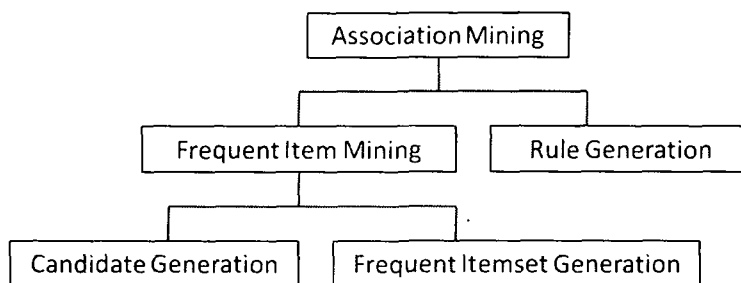 Association Mining
Frequent Item Mining
Rule Generation
Candidate Generation
Frequent Itemset Generation